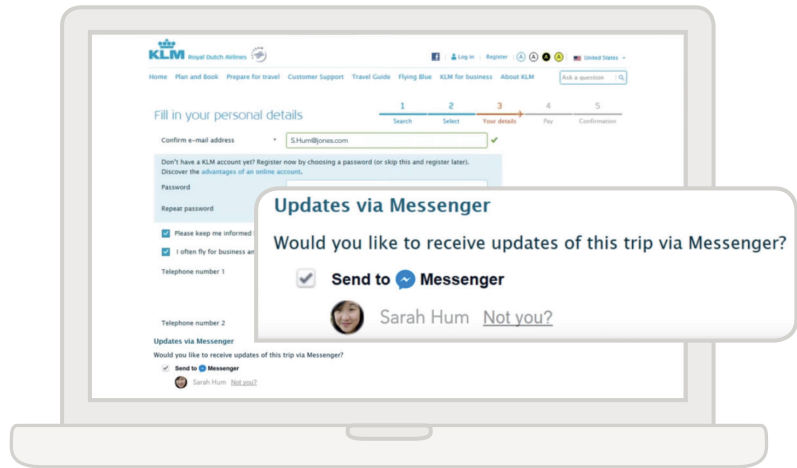 KLM Royal Dutch Airlines
Log in Register A A A A United States
Home Plan and Book Prepare for travel Customer Support Travel Guide Flying Blue KLM for business About KLM
Ask a question
Fill in your personal details
1 2 3 4 5
Search Select Your details Pay Confirmation
Confirm e-mail address * S.Hum@jones.com
Don't have a KLM account yet? Register now by choosing a password (or skip this and register later).
Discover the advantages of an online account.
Password
Repeat password
Please keep me informed
I often fly for business an
Telephone number 1
Telephone number 2
Updates via Messenger
Would you like to receive updates of this trip via Messenger?
Send to Messenger
Sarah Hum Not you?
Updates via Messenger
Would you like to receive updates of this trip via Messenger?
Send to Messenger
Sarah Hum Not you?